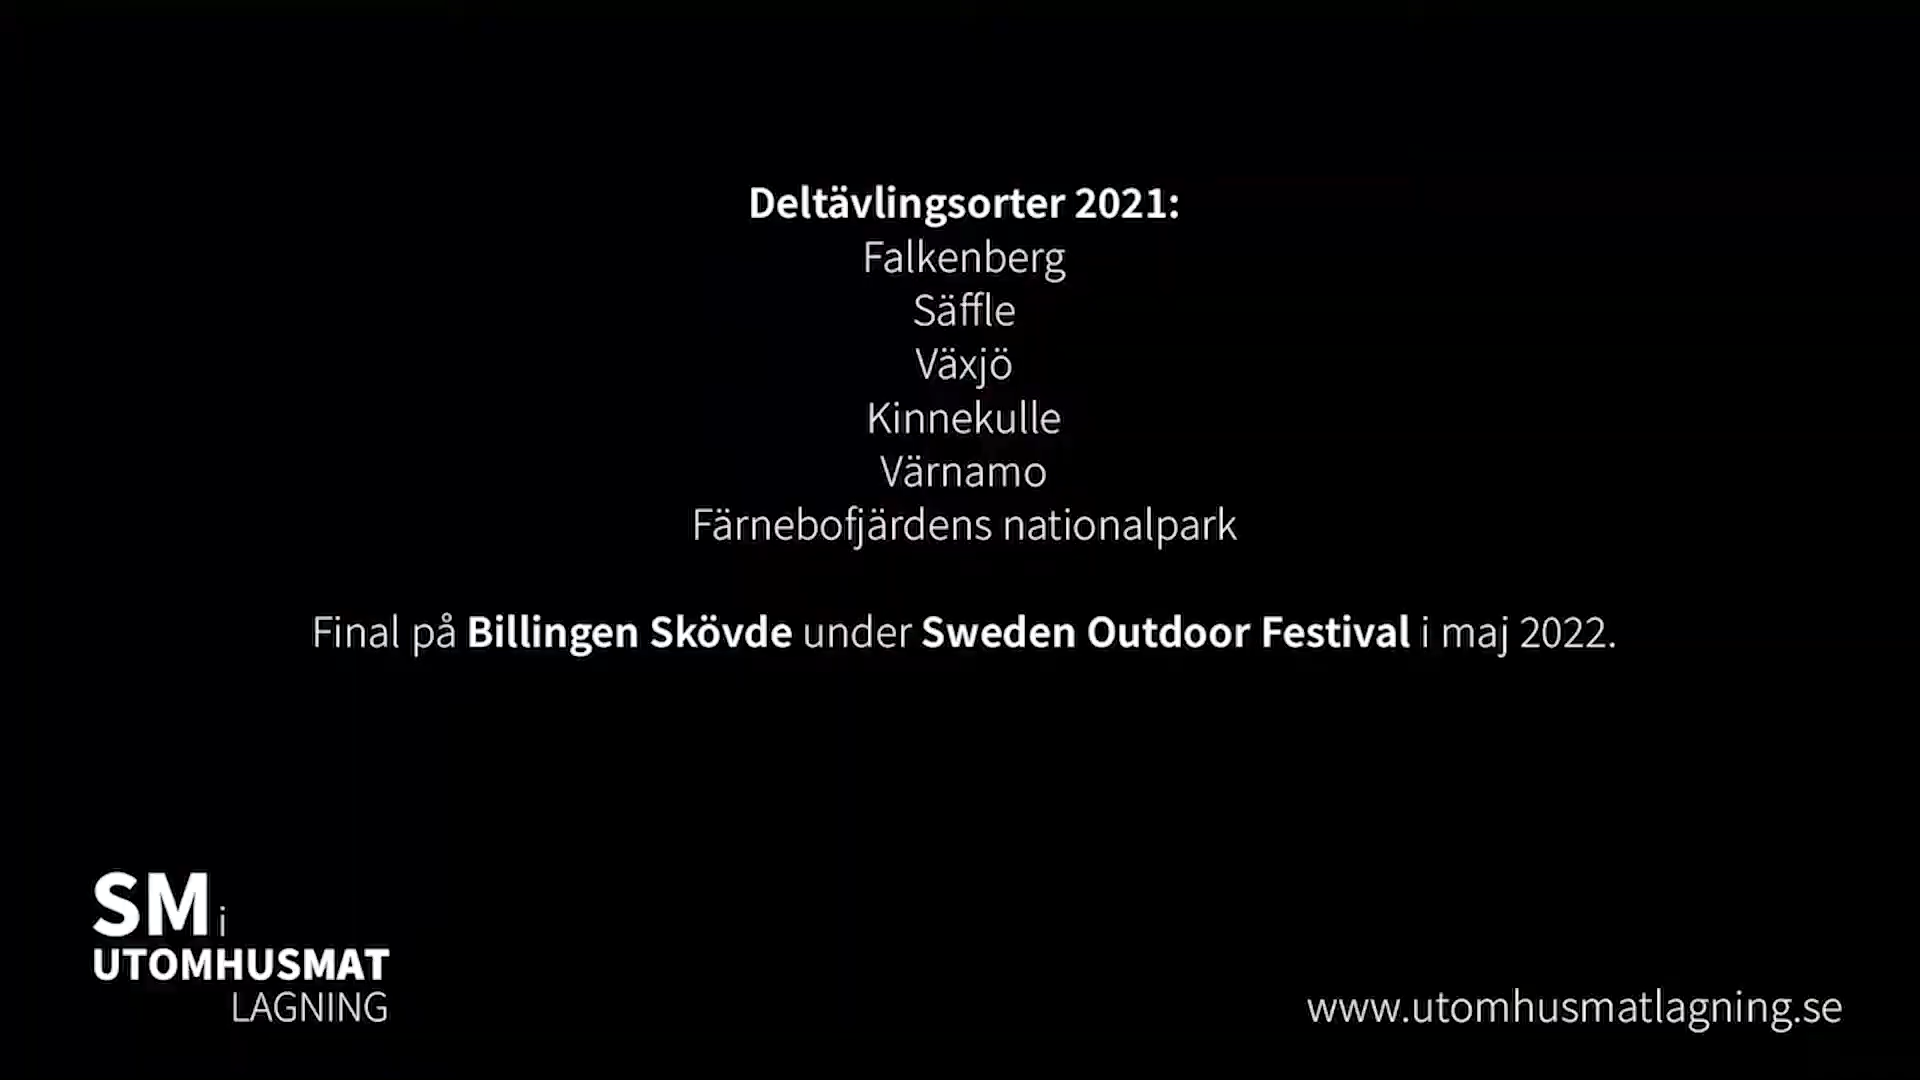 Deltävlingsorter 2021:
Falkenberg
Säffle
Växjö
Kinnekulle
Värnamo
Färnebofjärdens nationalpark
Final på Billingen Skövde under Sweden Outdoor Festival i maj 2022.
SM i
UTOMHUSMAT
LAGNING
www.utomhusmatlagning.se